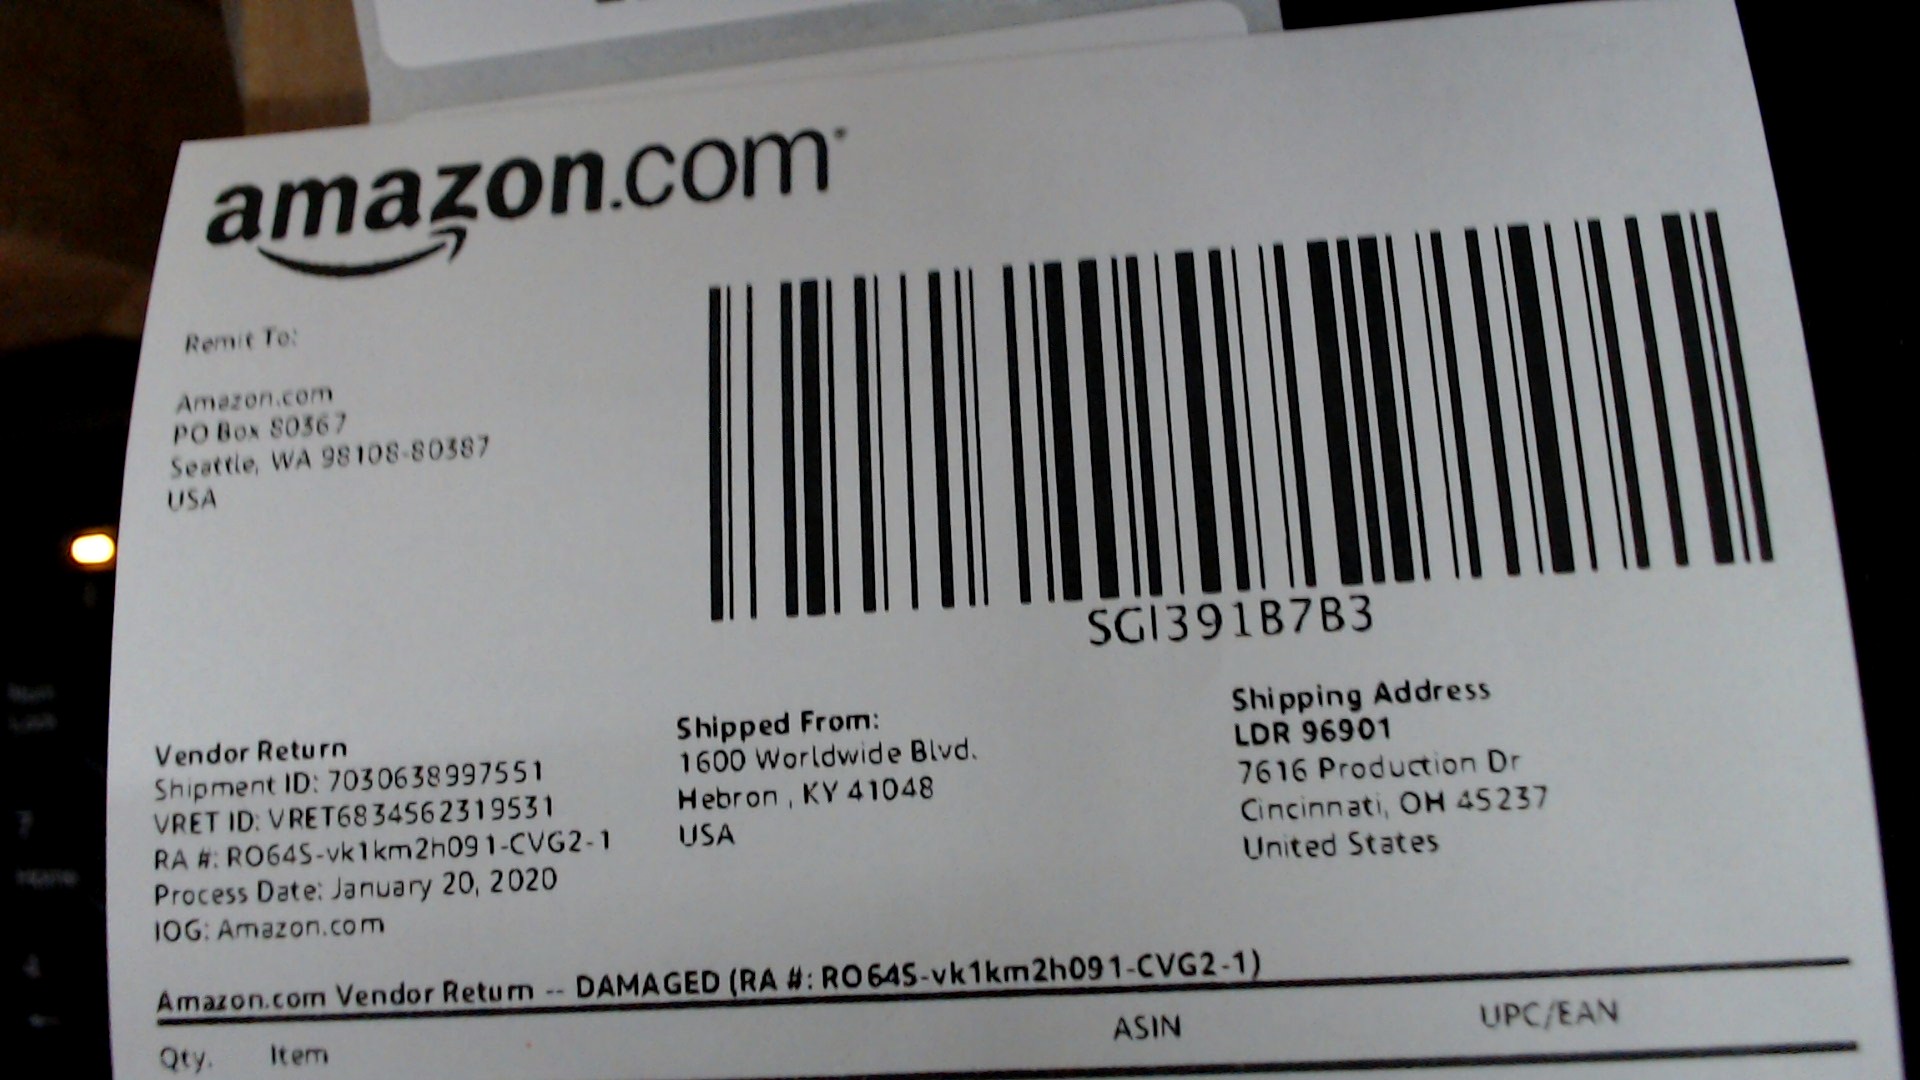 amazon.com
Remit To:
Amazon.com
PO Box 80367
Seattle, WA 98108-80387
USA
SGI391B7B3
Vendor Return
Shipment ID: 7030638997551
VRET ID: VRET6834562319531
RA #: RO64S-vk1km2h091-CVG2-1
Process Date: January 20, 2020
IOG: Amazon.com
Shipped From:
1600 Worldwide Blvd.
Hebron , KY 41048
USA
Shipping Address
LDR 96901
7616 Production Dr
Cincinnati, OH 45237
United States
Amazon.com Vendor Return -- DAMAGED (RA #: RO64S-vk1km2h091-CVG2-1)
Qty. Item ASIN UPC/EAN
Home